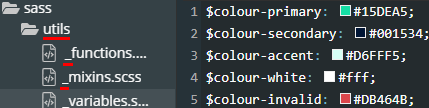 sass
utils
_functions....
_mixins.scss
_variables.s...
1 $colour-primary: #15DEA5;
2 $colour-secondary: #001534;
3 $colour-accent: #D6FFF5;
4 $colour-white: #fff;
5 $colour-invalid: #DB464B;